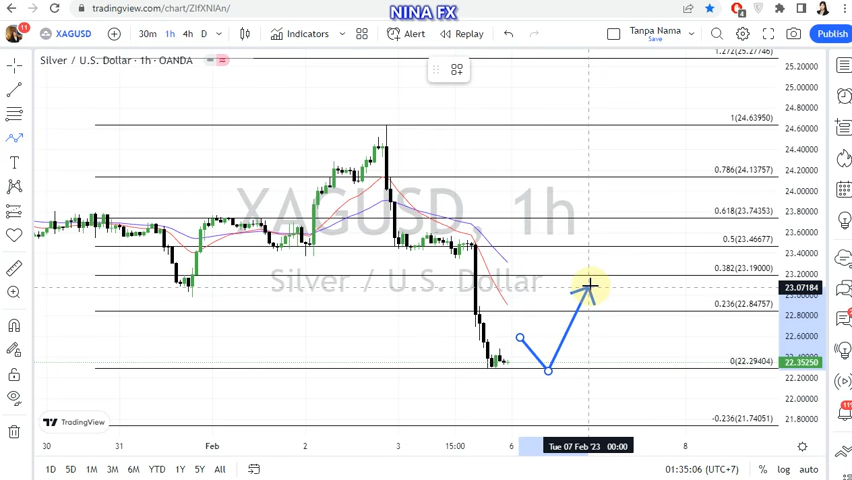 tradingview.com/chart/ZIfXNIAn/
NINA FX
11
XAGUSD
30m 1h 4h D
Indicators
Alert
Replay
Tanpa Nama
Save
Publish
Silver / U.S. Dollar · 1h · OANDA
1.272(25.27746)
25.20000
25.00000
24.80000
1(24.63950)
24.60000
24.40000
0.786(24.13757)
24.20000
24.00000
XAGUSD, 1h
0.618(23.74353)
23.80000
23.60000
0.5(23.46677)
23.40000
Silver / U.S. Dollar
0.382(23.19000)
23.20000
23.07184
23.00000
0.236(22.84757)
22.80000
22.60000
0(22.29404)
22.35250
22.20000
22.00000
-0.236(21.74051)
21.80000
TradingView
30 31 Feb 2 3 15:00 6 Tue 07 Feb '23 00:00 8
1D 5D 1M 3M 6M YTD 1Y 5Y All
01:35:06 (UTC+7) % log auto